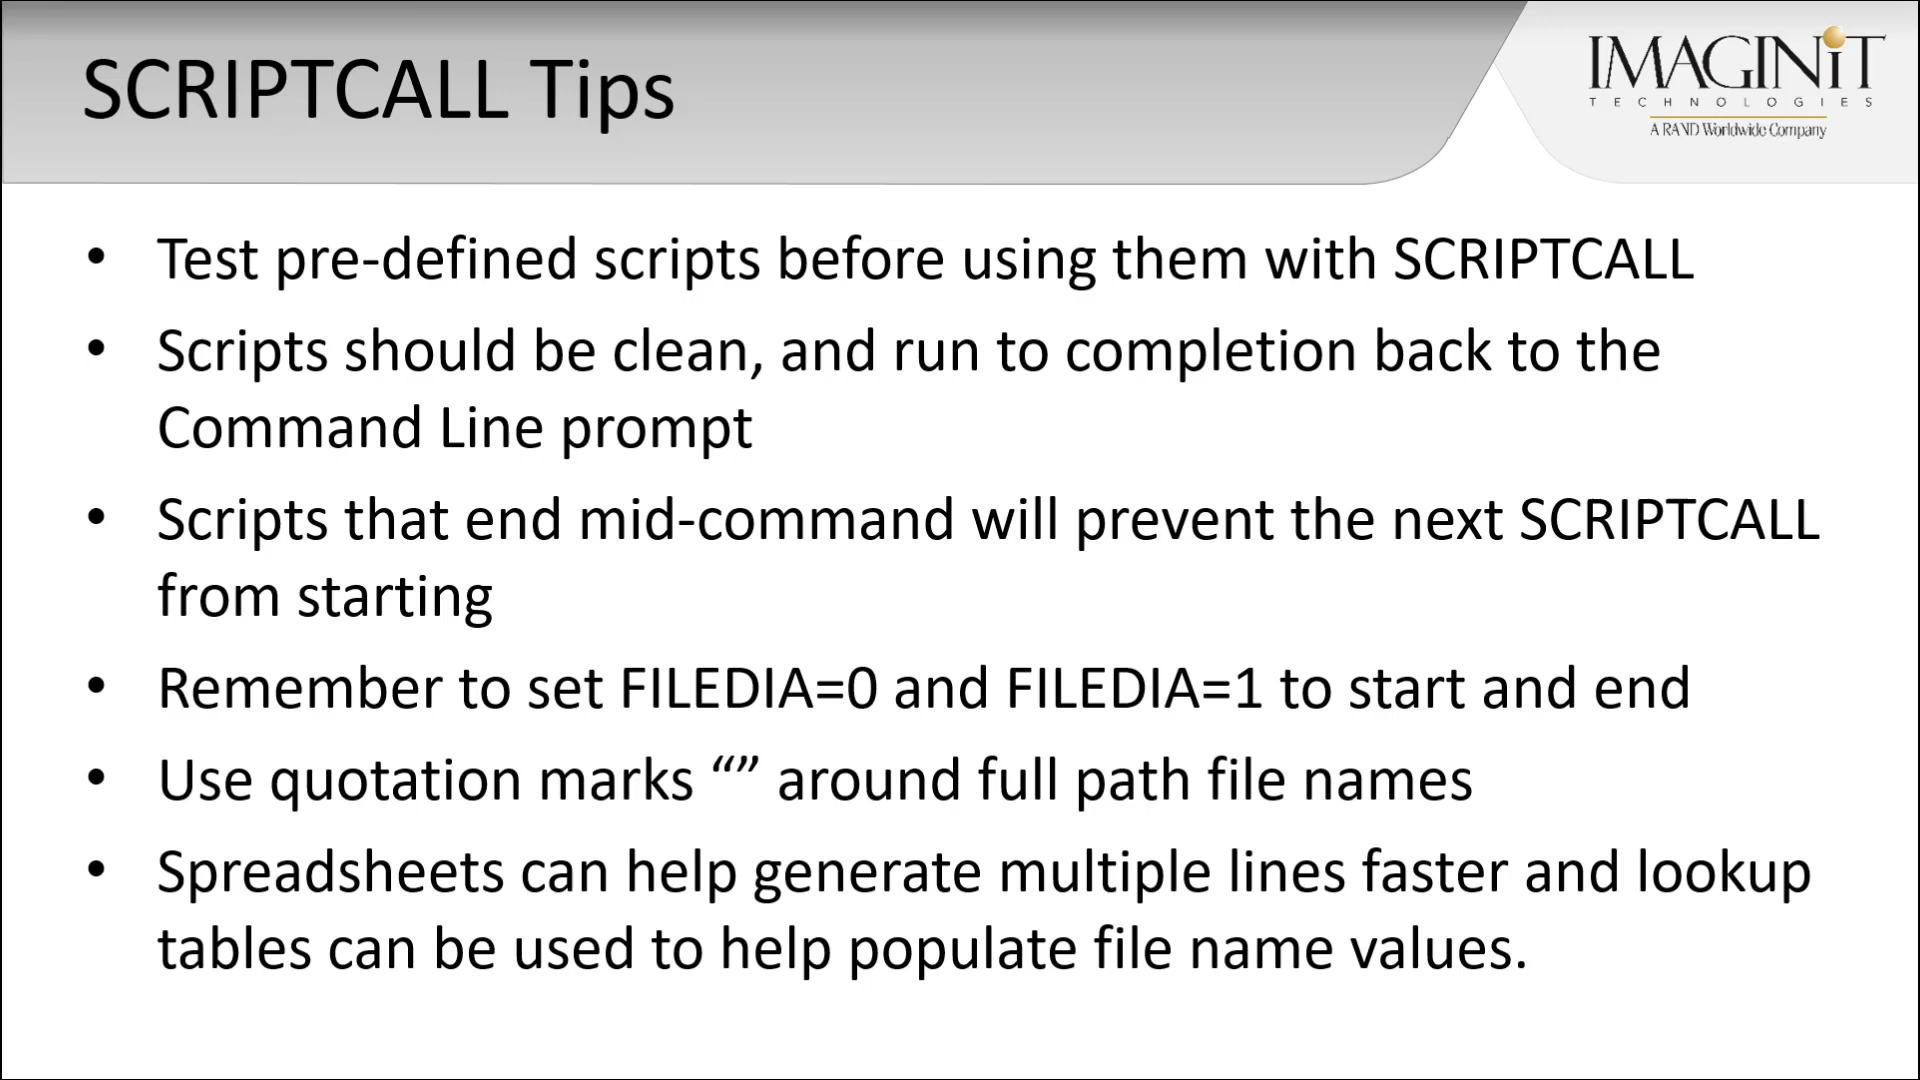 SCRIPTCALL Tips
IMAGINiT
TECHNOLOGIES
A RAND Worldwide Company
• Test pre-defined scripts before using them with SCRIPTCALL
• Scripts should be clean, and run to completion back to the
Command Line prompt
• Scripts that end mid-command will prevent the next SCRIPTCALL
from starting
• Remember to set FILEDIA=0 and FILEDIA=1 to start and end
• Use quotation marks “” around full path file names
• Spreadsheets can help generate multiple lines faster and lookup
tables can be used to help populate file name values.